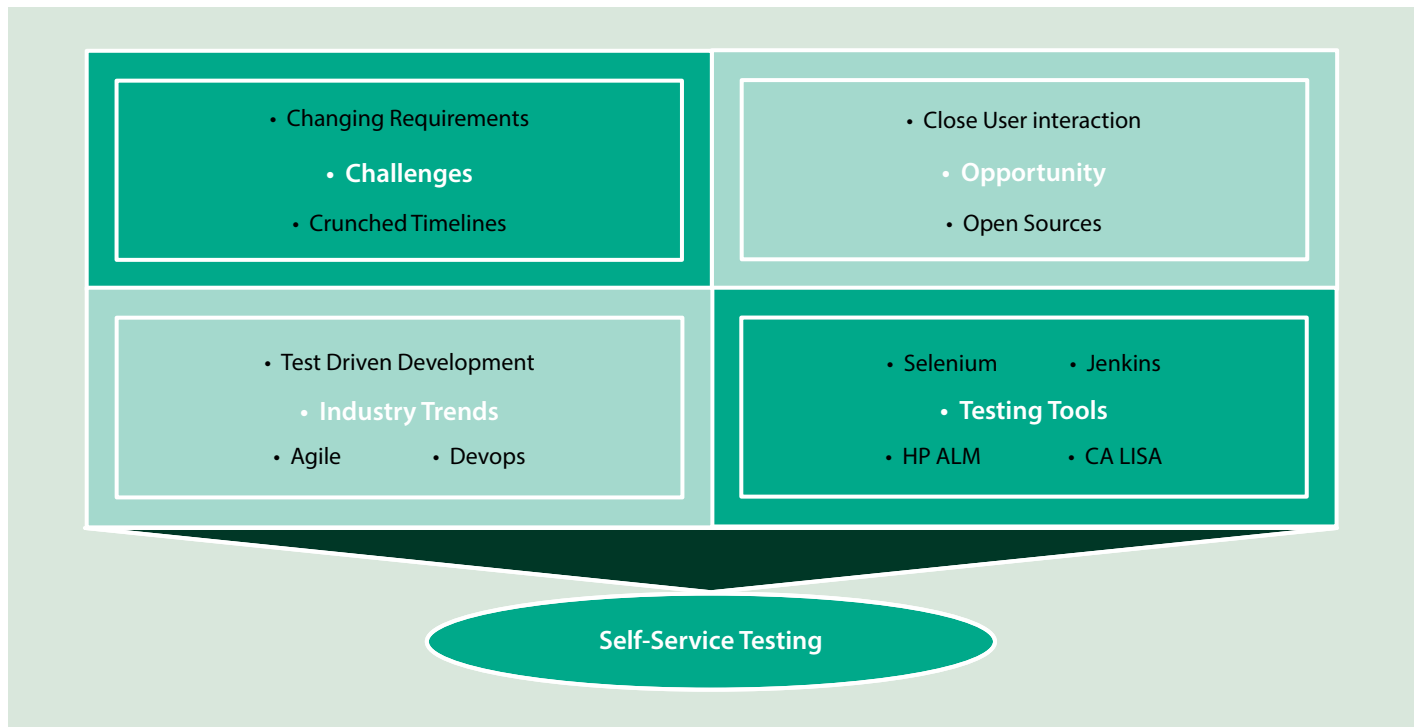 • Changing Requirements
• Challenges
• Crunched Timelines
• Close User interaction
• Opportunity
• Open Sources
• Test Driven Development
• Industry Trends
• Agile • Devops
• Selenium • Jenkins
• Testing Tools
• HP ALM • CA LISA
Self-Service Testing